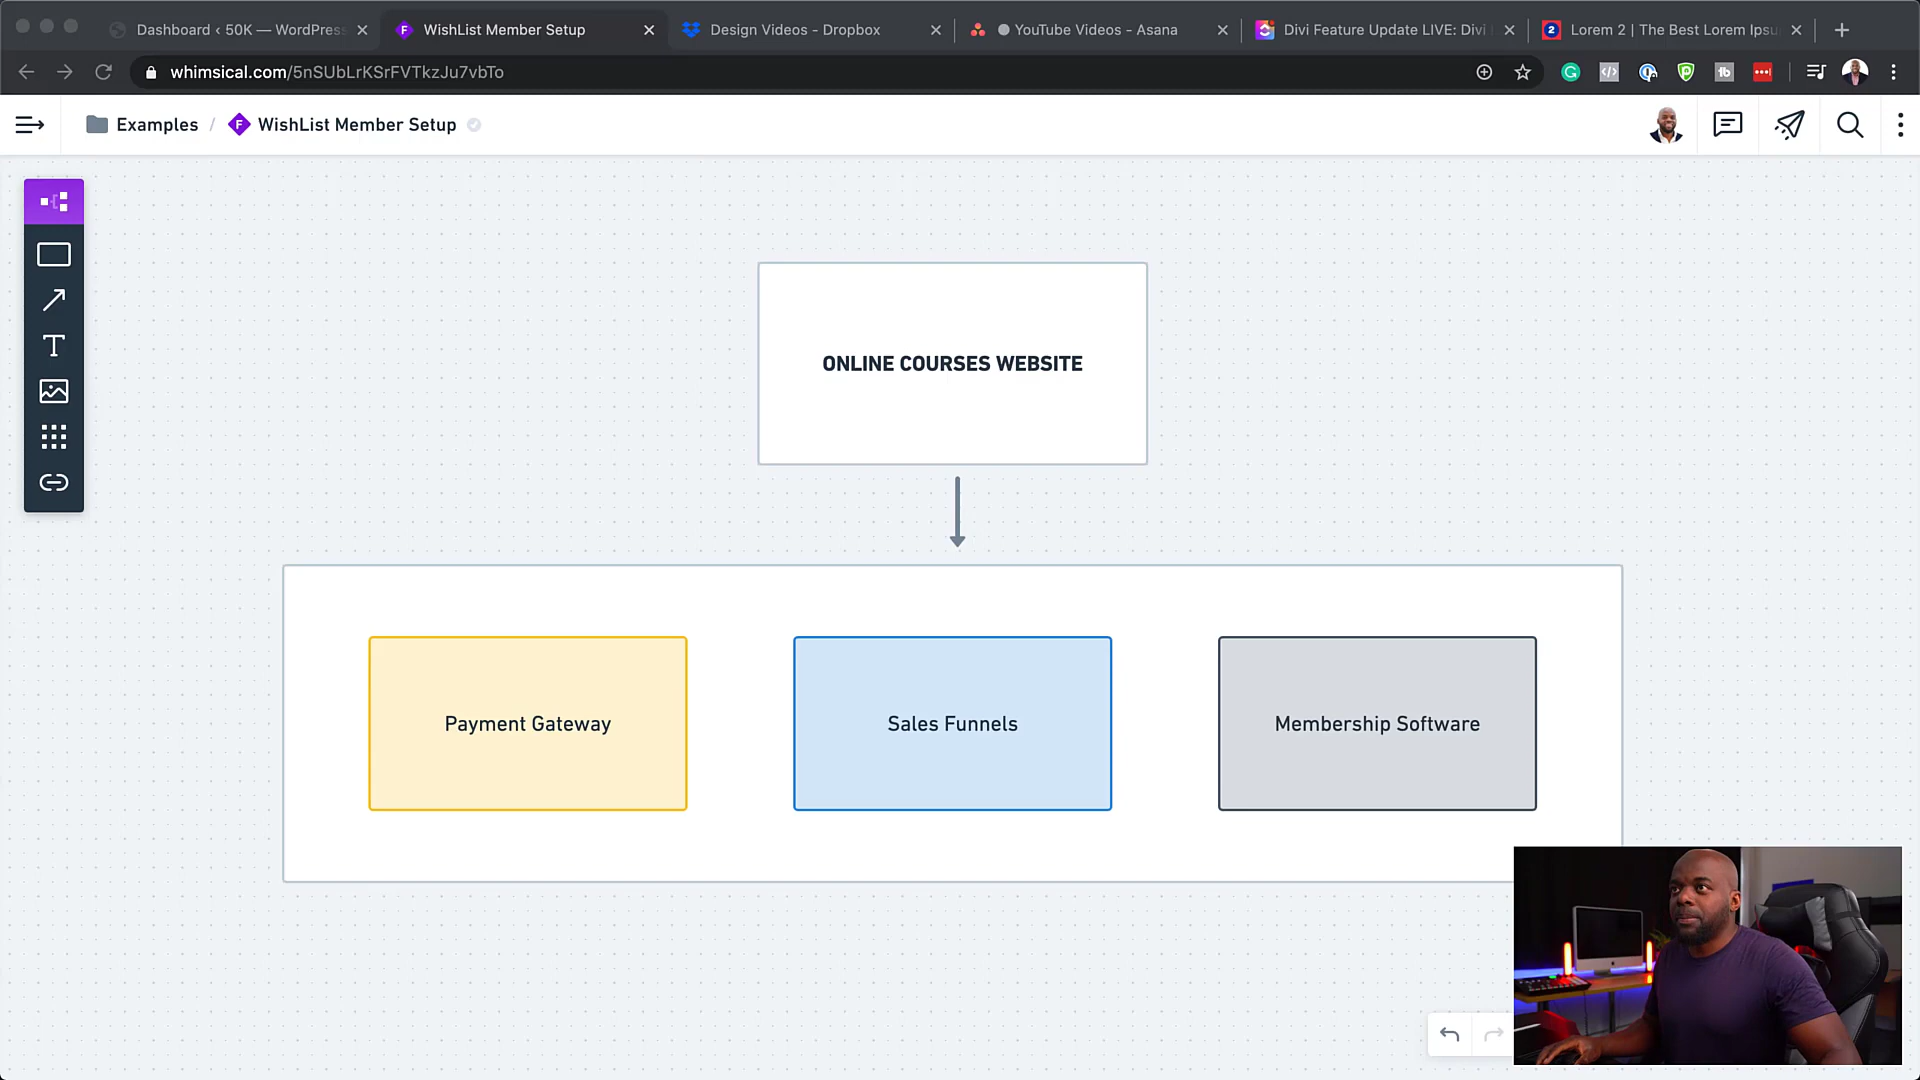 Dashboard ‹ 50K — WordPress
WishList Member Setup
Design Videos - Dropbox
YouTube Videos - Asana
Divi Feature Update LIVE: Divi
2
Lorem 2 | The Best Lorem Ipsu
whimsical.com/5nSUbLrKSrFVTkzJu7vbTo
Examples / F WishList Member Setup
T
ONLINE COURSES WEBSITE
Payment Gateway
Sales Funnels
Membership Software